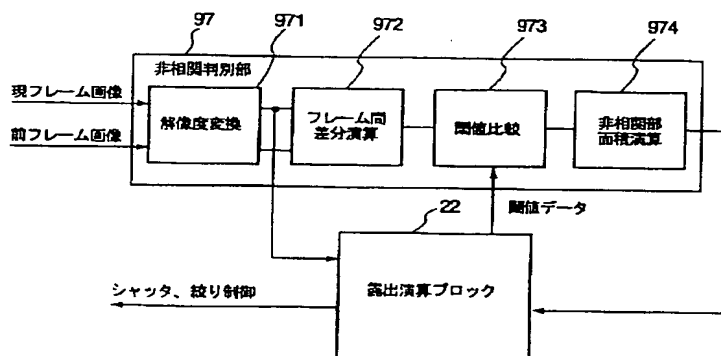 97
971
972
973
974
非相関判別部
現フレーム画像
前フレーム画像
解像度変換
フレーム間
差分演算
閾値比較
非相関部
面積演算
22
閾値データ
シャッタ、絞り制御
露出演算ブロック